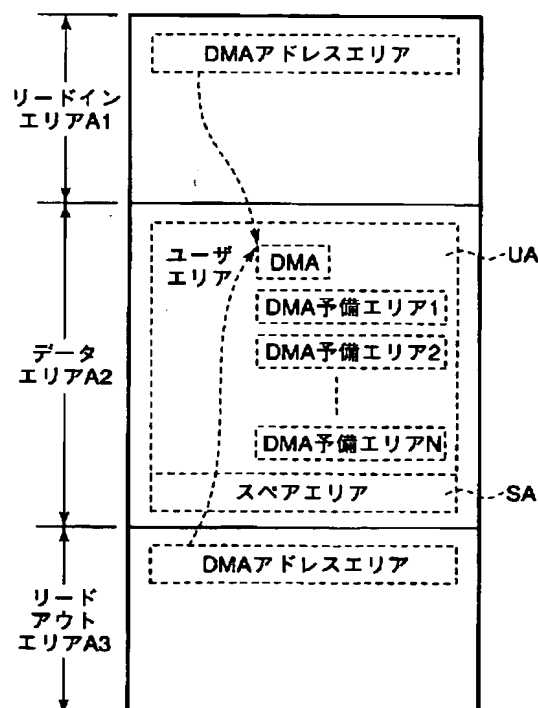 DMAアドレスエリア
リードイン
エリアA1
ユーザ
エリア
UA
DMA
DMA予備エリア1
DMA予備エリア2
データ
エリアA2
DMA予備エリアN
スペアエリア
SA
DMAアドレスエリア
リード
アウト
エリアA3